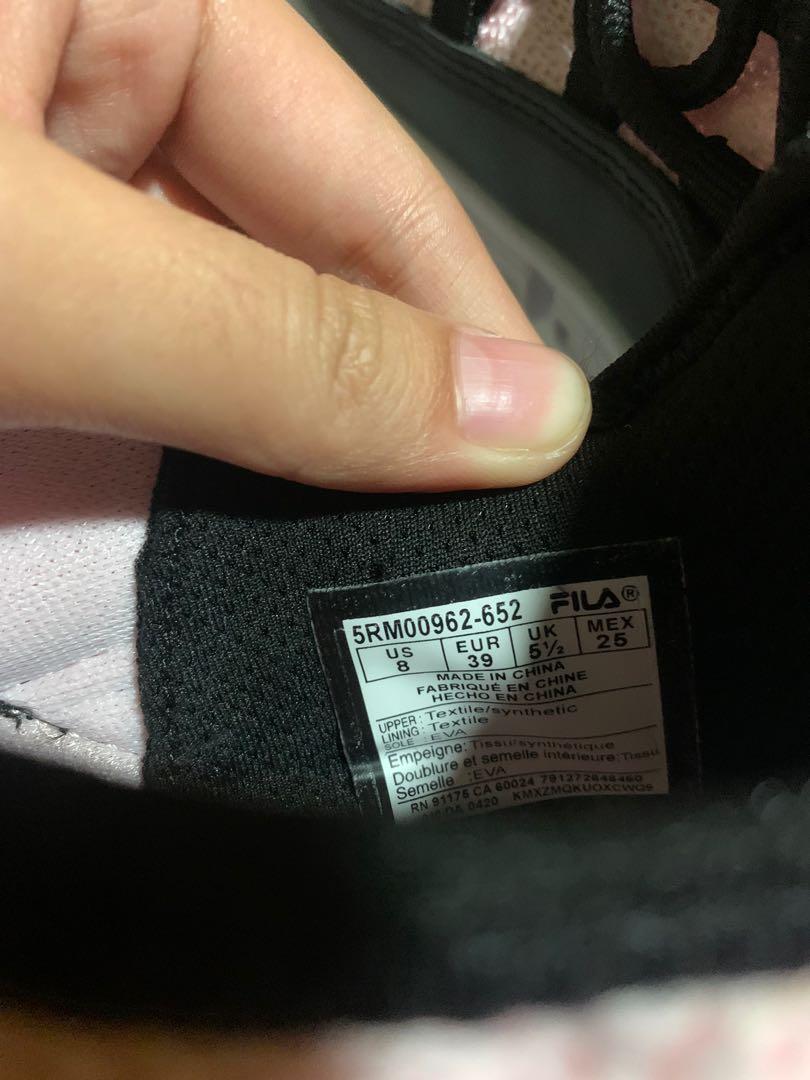 5RM00962-652 FILA®
US EUR UK MEX
8 39 5½ 25
MADE IN CHINA
FABRIQUÉ EN CHINE
HECHO EN CHINA
UPPER: Textile/synthetic
LINING: Textile
SOLE :EVA
Empeigne: Tissu/synthétique
Doublure et semelle intérieure: Tissu
Semelle :EVA
RN 91175 CA 60024
0420